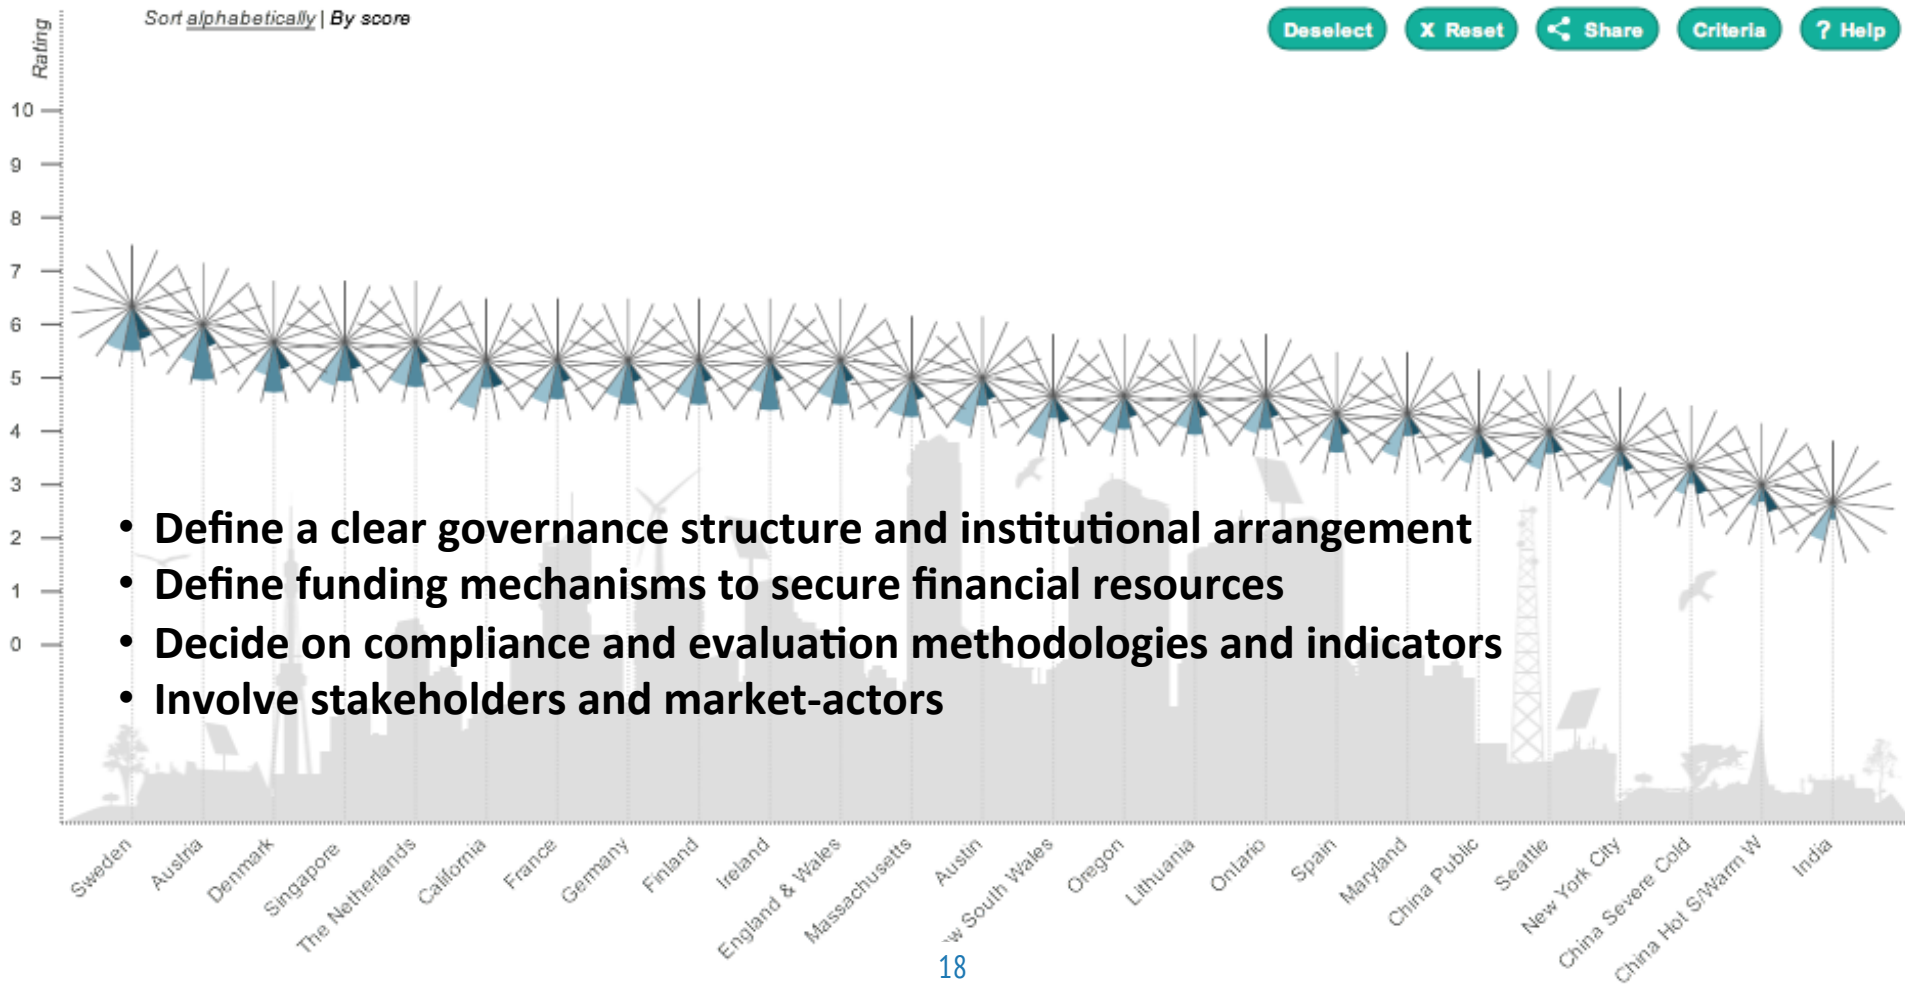 Sort alphabetically | By score
Deselect
X Reset
Share
Criteria
? Help
Rating
10
9
8
7
6
5
4
3
2
1
0
• Define a clear governance structure and institutional arrangement
• Define funding mechanisms to secure financial resources
• Decide on compliance and evaluation methodologies and indicators
• Involve stakeholders and market-actors
Sweden
Austria
Denmark
Singapore
The Netherlands
California
France
Germany
Finland
Ireland
England & Wales
Massachusetts
Austin
w South Wales
Oregon
Lithuania
Ontario
Spain
Maryland
China Public
Seattle
New York City
China Severe Cold
China Hot S/Warm W
India
18